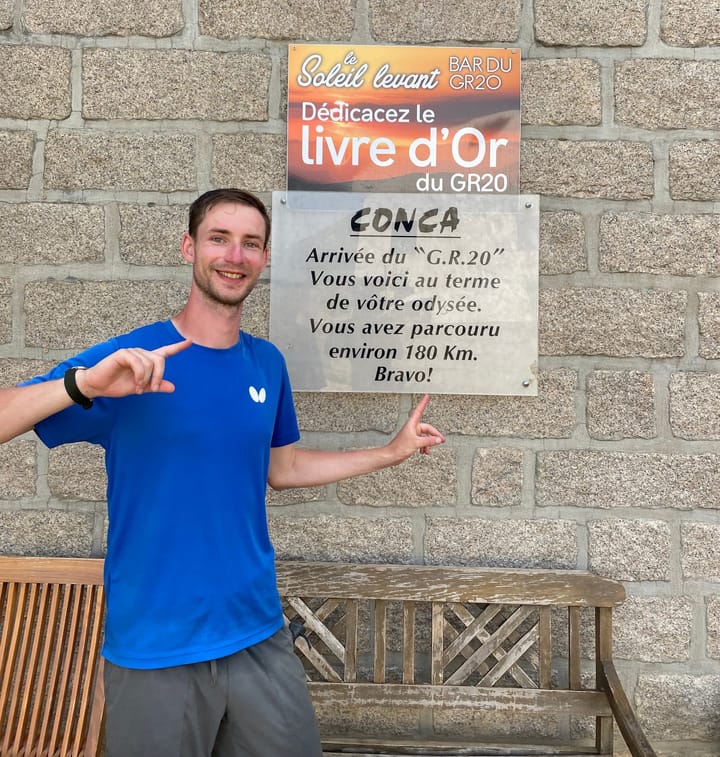 le
Soleil levant
BAR DU
GR20
Dédicacez le
livre d'Or
du GR20
CONCA
Arrivée du "G.R.20"
Vous voici au terme
de vôtre odysée.
Vous avez parcouru
environ 180 Km.
Bravo!